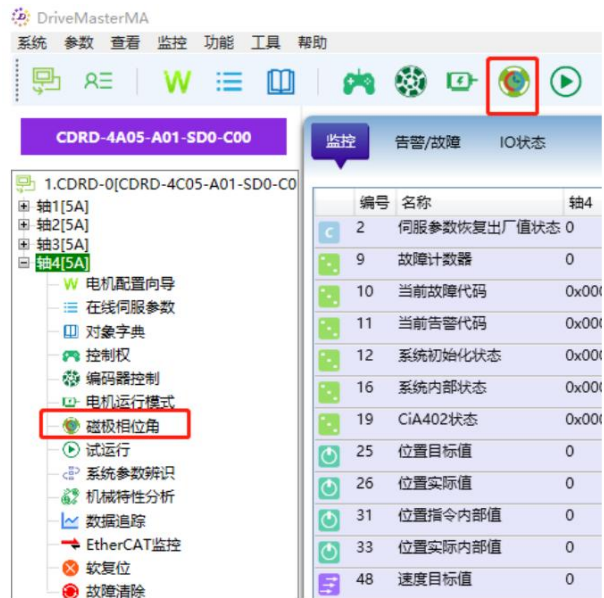 DriveMasterMA
系统 参数 查看 监控 功能 工具 帮助
CDRD-4A05-A01-SD0-C00
1.CDRD-0[CDRD-4C05-A01-SD0-C0
轴1[5A]
轴2[5A]
轴3[5A]
轴4[5A]
电机配置向导
在线伺服参数
对象字典
控制权
编码器控制
电机运行模式
磁极相位角
试运行
系统参数辨识
机械特性分析
数据追踪
EtherCAT监控
软复位
故障清除
监控 告警/故障 IO状态
编号 名称 轴4
2 伺服参数恢复出厂值状态 0
9 故障计数器 0
10 当前故障代码 0x000
11 当前告警代码 0x000
12 系统初始化状态 0x000
16 系统内部状态 0x000
19 CiA402状态 0x000
25 位置目标值 0
26 位置实际值 0
31 位置指令内部值 0
33 位置实际内部值 0
48 速度目标值 0